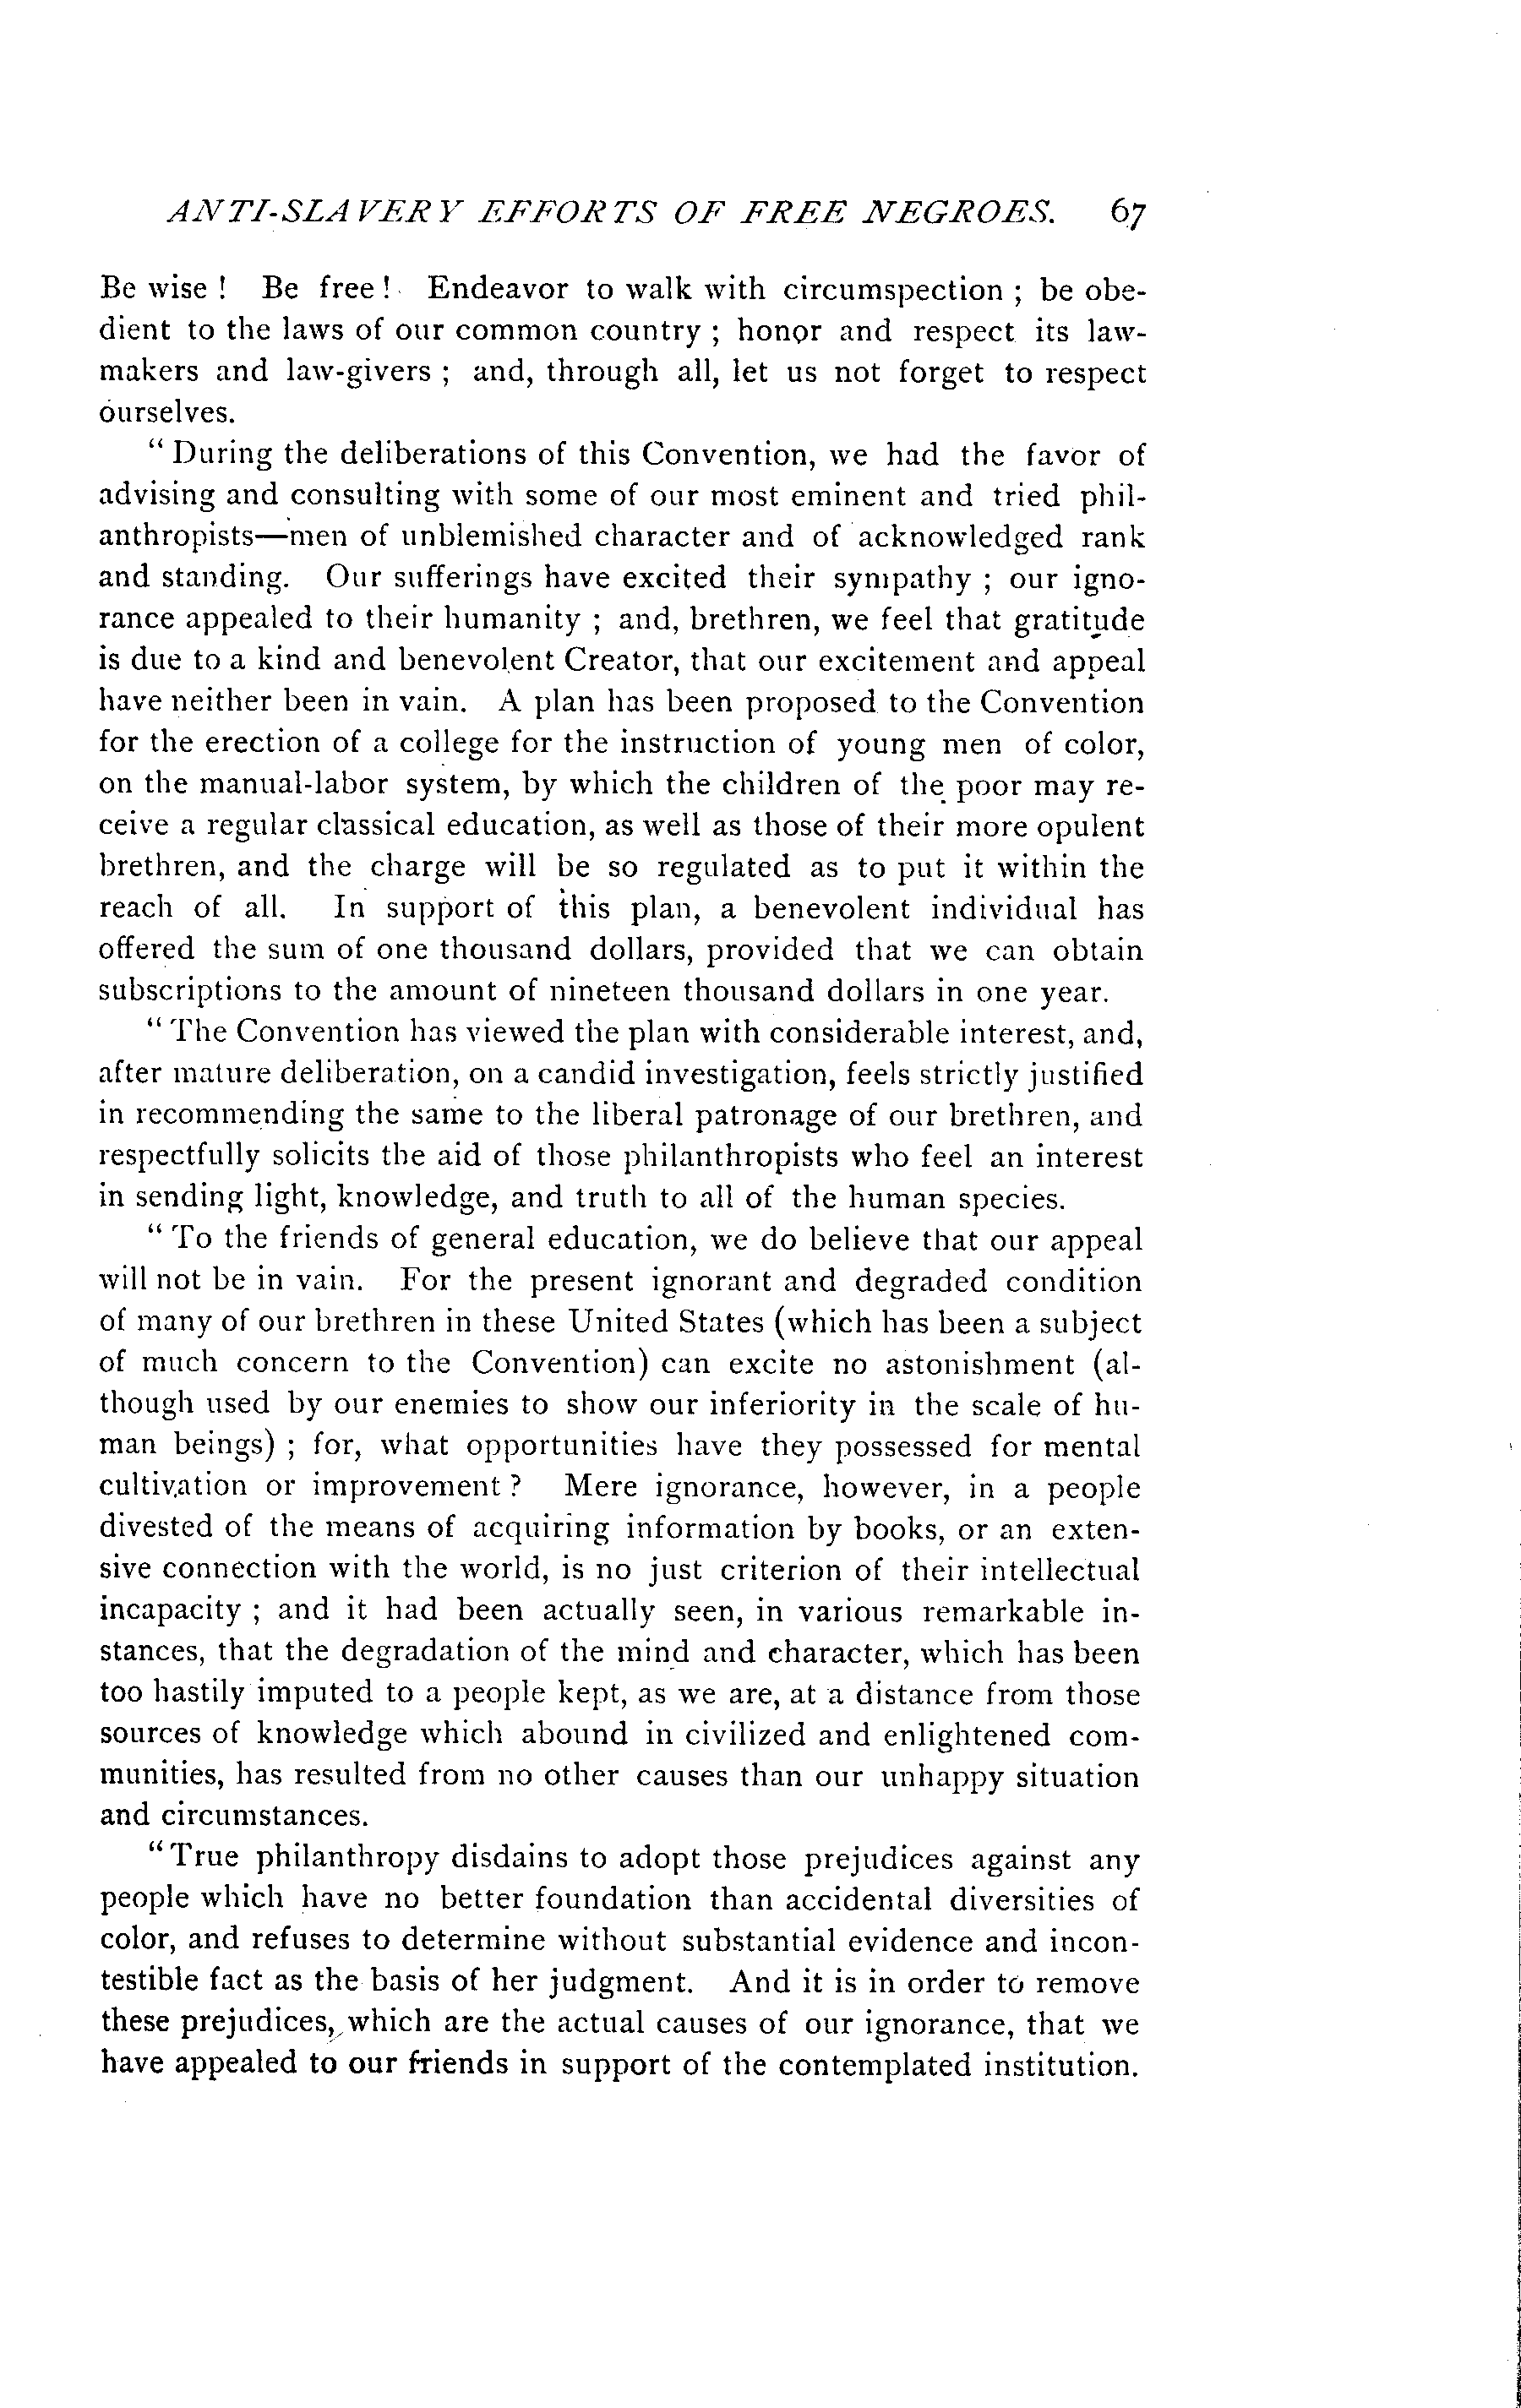 ANTI-SLAVERY EFFORTS OF FREE NEGROES. 67
Be wise ! Be free ! Endeavor to walk with circumspection ; be obe-
dient to the laws of our common country ; honor and respect its law-
makers and law-givers ; and, through all, let us not forget to respect
ourselves.
“ During the deliberations of this Convention, we had the favor of
advising and consulting with some of our most eminent and tried phil-
anthropists—men of unblemished character and of acknowledged rank
and standing. Our sufferings have excited their sympathy ; our igno-
rance appealed to their humanity ; and, brethren, we feel that gratitude
is due to a kind and benevolent Creator, that our excitement and appeal
have neither been in vain. A plan has been proposed to the Convention
for the erection of a college for the instruction of young men of color,
on the manual-labor system, by which the children of the poor may re-
ceive a regular classical education, as well as those of their more opulent
brethren, and the charge will be so regulated as to put it within the
reach of all. In support of this plan, a benevolent individual has
offered the sum of one thousand dollars, provided that we can obtain
subscriptions to the amount of nineteen thousand dollars in one year.
“ The Convention has viewed the plan with considerable interest, and,
after mature deliberation, on a candid investigation, feels strictly justified
in recommending the same to the liberal patronage of our brethren, and
respectfully solicits the aid of those philanthropists who feel an interest
in sending light, knowledge, and truth to all of the human species.
“ To the friends of general education, we do believe that our appeal
will not be in vain. For the present ignorant and degraded condition
of many of our brethren in these United States (which has been a subject
of much concern to the Convention) can excite no astonishment (al-
though used by our enemies to show our inferiority in the scale of hu-
man beings) ; for, what opportunities have they possessed for mental
cultivation or improvement ? Mere ignorance, however, in a people
divested of the means of acquiring information by books, or an exten-
sive connection with the world, is no just criterion of their intellectual
incapacity ; and it had been actually seen, in various remarkable in-
stances, that the degradation of the mind and character, which has been
too hastily imputed to a people kept, as we are, at a distance from those
sources of knowledge which abound in civilized and enlightened com-
munities, has resulted from no other causes than our unhappy situation
and circumstances.
“ True philanthropy disdains to adopt those prejudices against any
people which have no better foundation than accidental diversities of
color, and refuses to determine without substantial evidence and incon-
testible fact as the basis of her judgment. And it is in order to remove
these prejudices, which are the actual causes of our ignorance, that we
have appealed to our friends in support of the contemplated institution.